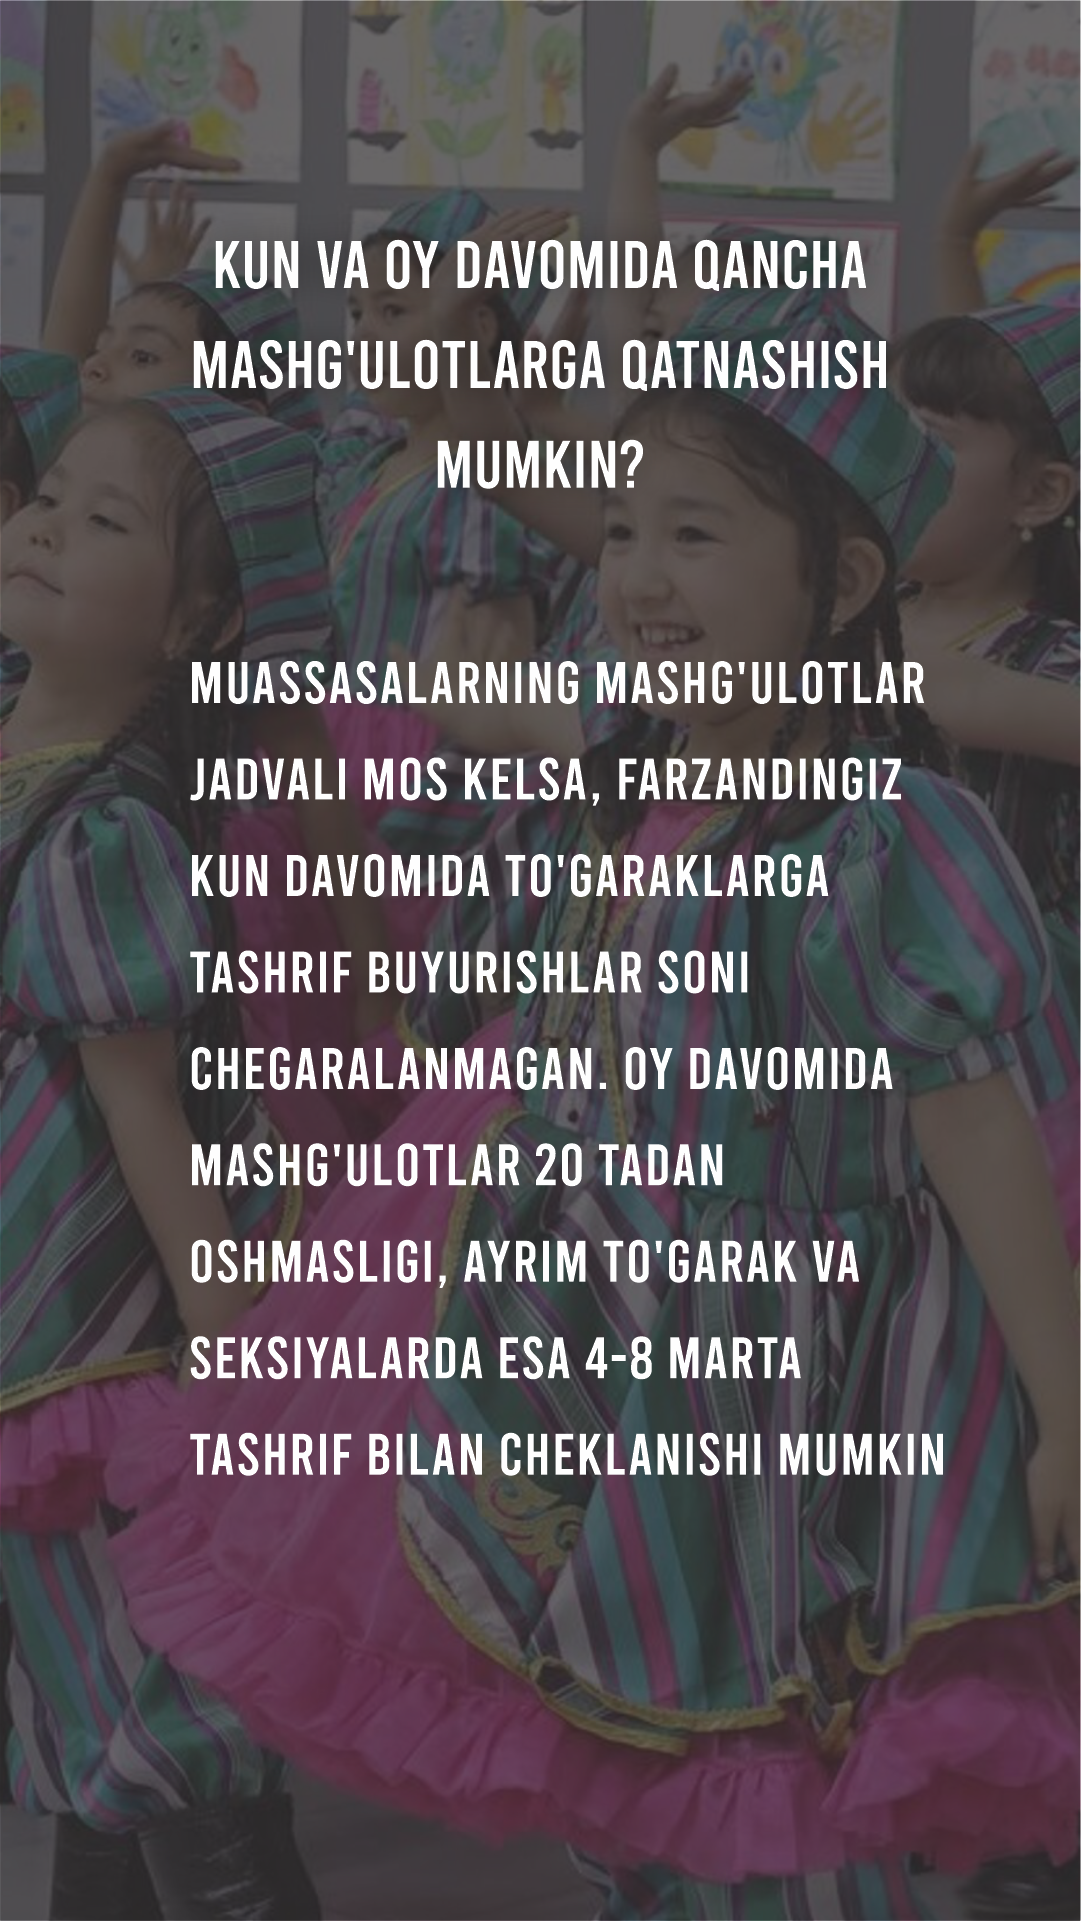 KUN VA OY DAVOMIDA QANCHA
MASHG'ULOTLARGA QATNASHISH
MUMKIN?
MUASSASALARNING MASHG'ULOTLAR
JADVALI MOS KELSA, FARZANDINGIZ
KUN DAVOMIDA TO'GARAKLARGA
TASHRIF BUYURISHLAR SONI
CHEGARALANMAGAN. OY DAVOMIDA
MASHG'ULOTLAR 20 TADAN
OSHMASLIGI, AYRIM TO'GARAK VA
SEKSIYALARDA ESA 4-8 MARTA
TASHRIF BILAN CHEKLANISHI MUMKIN